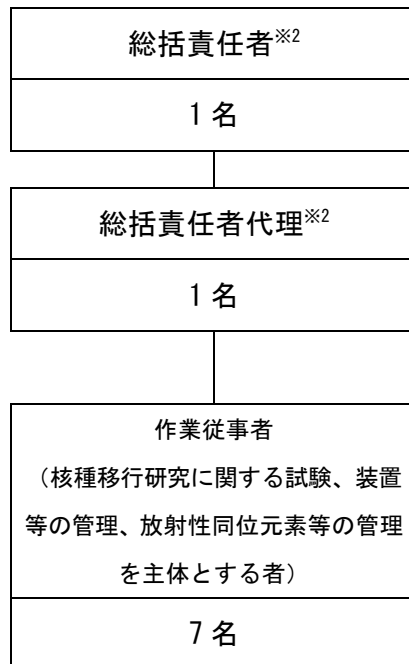 総括責任者※2
1名
総括責任者代理※2
1名
作業従事者
（核種移行研究に関する試験、装置
等の管理、放射性同位元素等の管理
を主体とする者）
7名